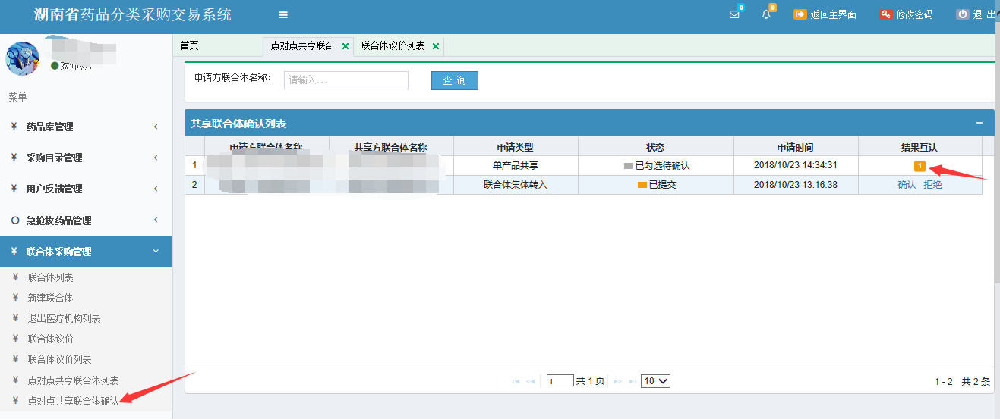 湖南省药品分类采购交易系统
0
0
返回主界面
修改密码
退 出
欢迎您:
菜单
¥ 药品库管理
¥ 采购目录管理
¥ 用户反馈管理
急抢救药品管理
¥ 联合体采购管理
¥ 联合体列表
¥ 新建联合体
¥ 退出医疗机构列表
¥ 联合体议价
¥ 联合体议价列表
¥ 点对点共享联合体列表
¥ 点对点共享联合体确认
首页 点对点共享联合... 联合体议价列表
申请方联合体名称: 请输入... 查 询
共享联合体确认列表
申请方联合体名称 共享方联合体名称 申请类型 状态 申请时间 结果互认
1 单产品共享 已勾选待确认 2018/10/23 14:34:31 1
2 联合体集体转入 已提交 2018/10/23 13:16:38 确认 拒绝
1 共 1 页 10 1 - 2 共 2 条